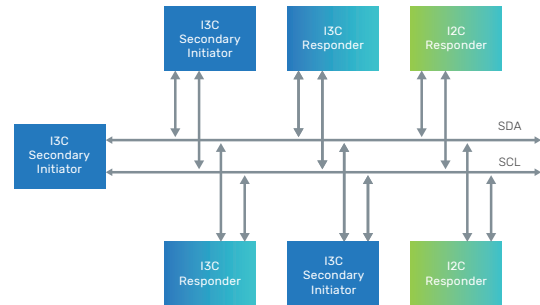 I3C
Secondary
Initiator
I3C
Responder
I2C
Responder
I3C
Secondary
Initiator
SDA
SCL
I3C
Responder
I3C
Secondary
Initiator
I2C
Responder